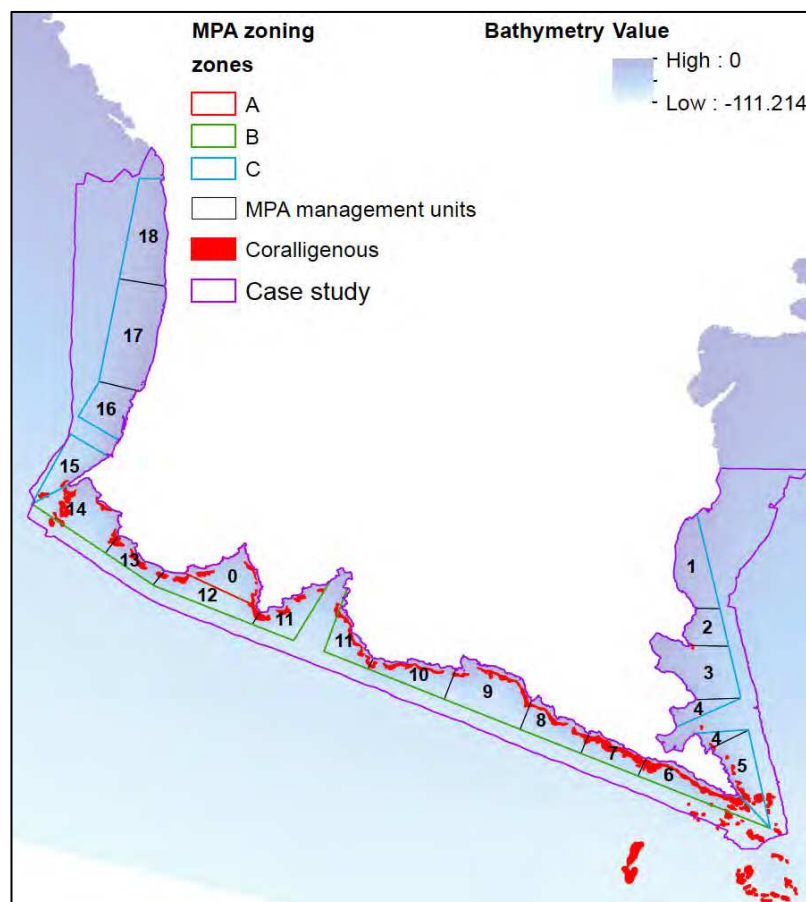 MPA zoning
zones
A
B
C
MPA management units
Coralligenous
Case study
Bathymetry Value
High : 0
Low : -111.214
18
17
16
15
14
13
0
12
11
11
10
9
8
7
6
1
2
3
4
4
5